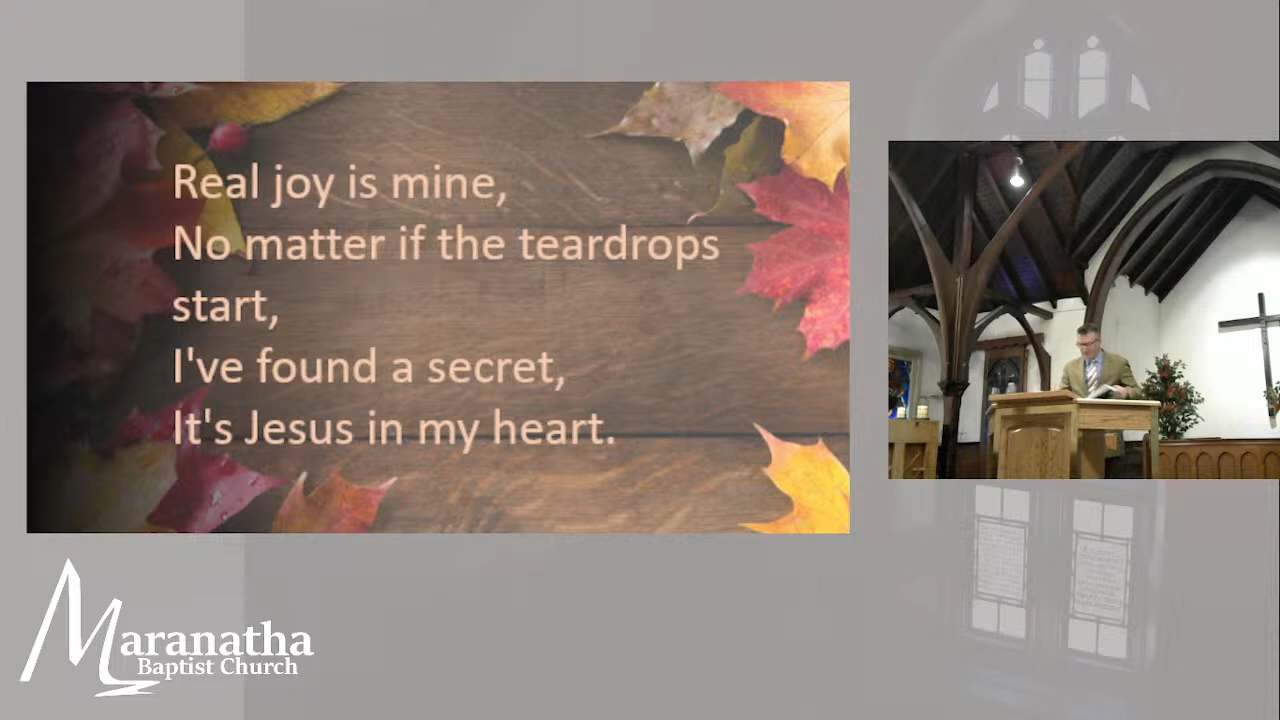 Real joy is mine,
No matter if the teardrops
start,
I've found a secret,
It's Jesus in my heart.
Maranatha
Baptist Church